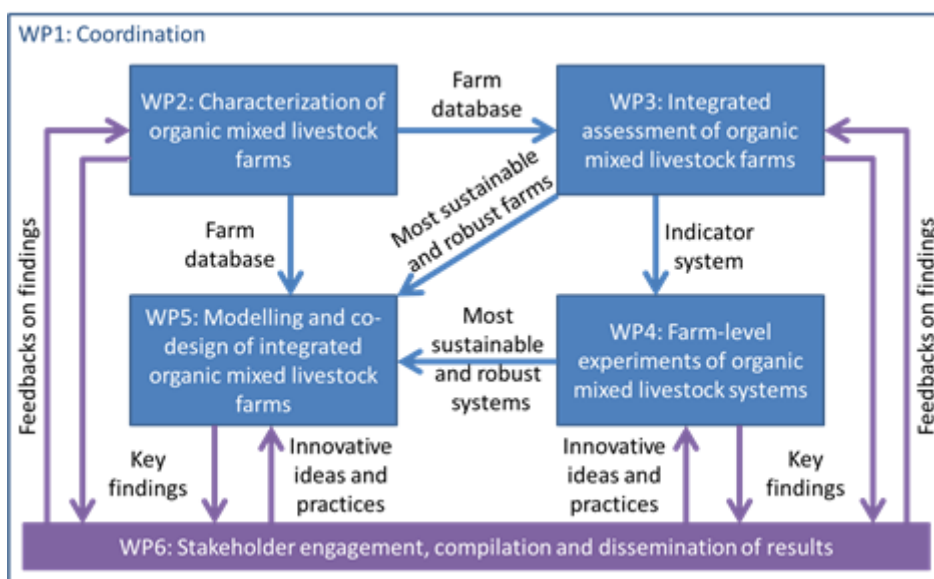 WP1: Coordination
WP2: Characterization of
organic mixed livestock
farms
Farm
database
WP3: Integrated
assessment of organic
mixed livestock farms
Most sustainable
and robust farms
Farm
database
Indicator
system
Feedbacks on findings
Feedbacks on findings
WP5: Modelling and co-
design of integrated
organic mixed livestock
farms
Most
sustainable
and robust
systems
WP4: Farm-level
experiments of organic
mixed livestock systems
Key
findings
Innovative
ideas and
practices
Innovative
ideas and
practices
Key
findings
WP6: Stakeholder engagement, compilation and dissemination of results